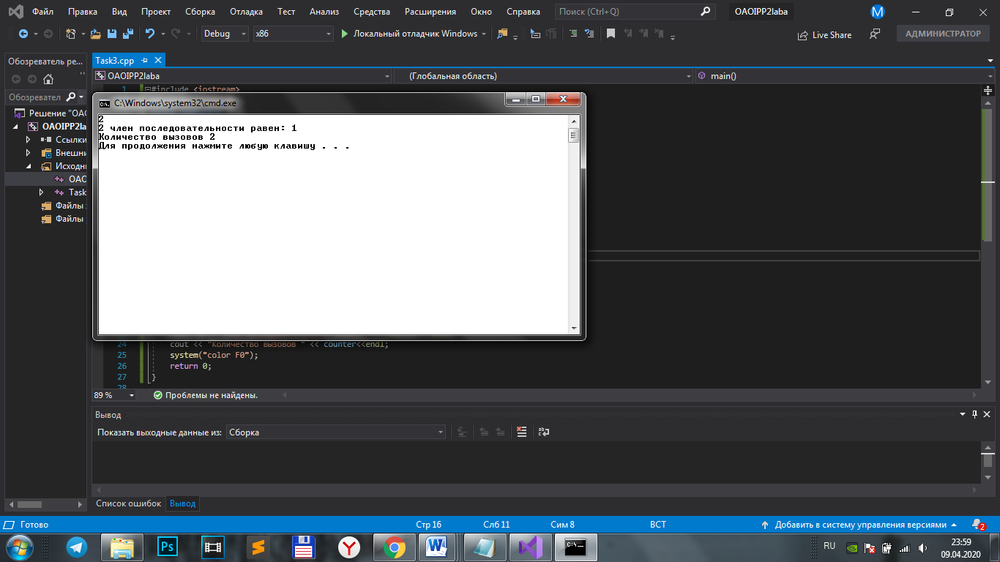 Файл Правка Вид Проект Сборка Отладка Тест Анализ Средства Расширения Окно Справка Поиск (Ctrl+Q) OAOIPP2laba M
Debug x86 Локальный отладчик Windows Live Share АДМИНИСТРАТОР
Обозреватель ре... Task3.cpp
OAOIPP2laba (Глобальная область) main()
1 #include <iostream>
Обозревател
C:\Windows\system32\cmd.exe
Решение "OAO
2
OAOIPP2la
2 член последовательности равен: 1
Ссылки
Количество вызовов 2
Внешни
Для продолжения нажмите любую клавишу . . .
Исходн
OAO
Task
Файлы
Файлы
24 cout << "Количество вызовов " << counter<<endl;
25 system("color F0");
26 return 0;
27 }
28
89 % Проблемы не найдены.
Вывод
Показать выходные данные из: Сборка
Список ошибок Вывод
Готово Стр 16 Слб 11 Сим 8 ВСТ Добавить в систему управления версиями 2
Ps S Y W C:\
RU 23:59
09.04.2020